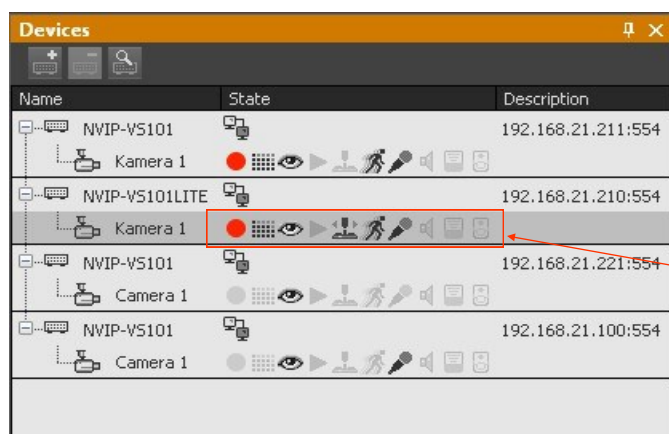 Devices
Name State Description
NVIP-VS101 192.168.21.211:554
Kamera 1
NVIP-VS101LITE 192.168.21.210:554
Kamera 1
NVIP-VS101 192.168.21.221:554
Camera 1
NVIP-VS101 192.168.21.100:554
Camera 1